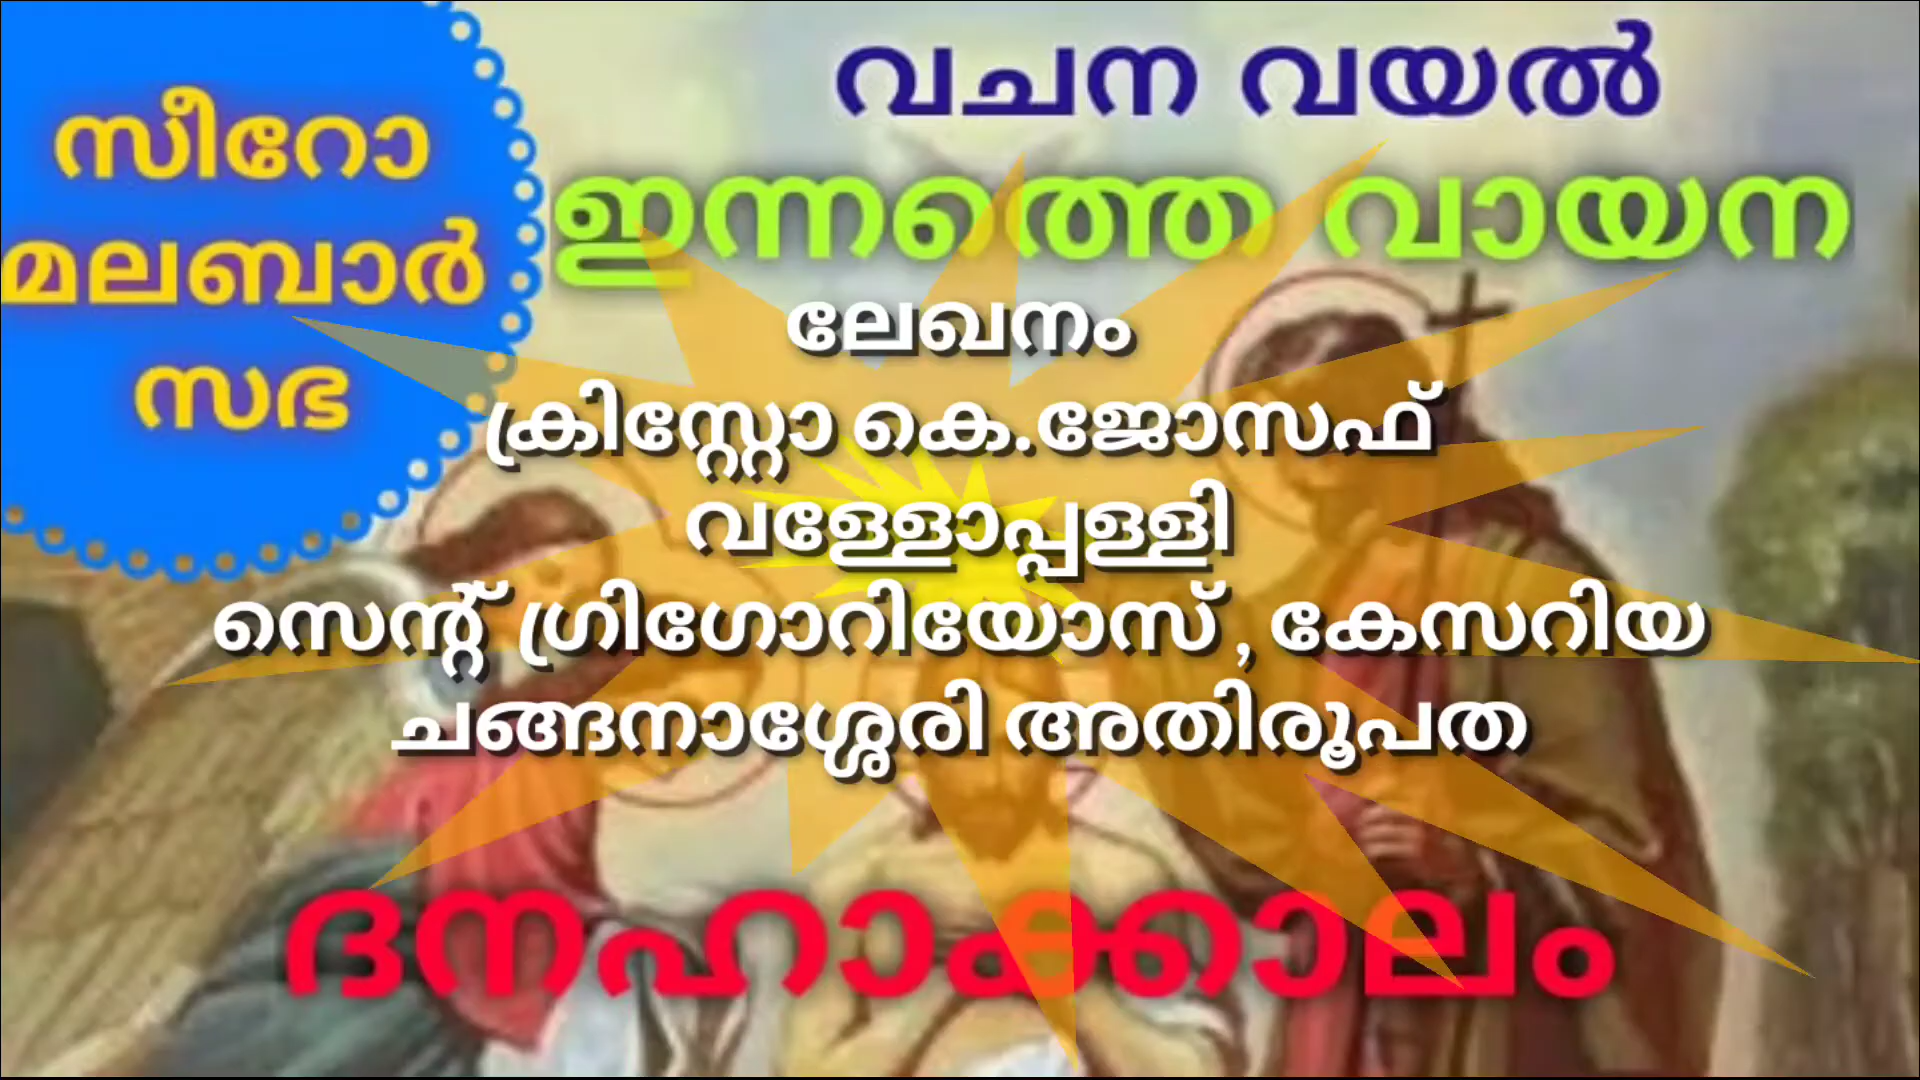 സീറോ
മലബാർ
സഭ
വചന വയൽ
ഇന്നത്തെ വായന
ലേഖനം
ക്രിസ്റ്റോ കെ.ജോസഫ്
വള്ളോപ്പള്ളി
സെന്റ് ഗ്രിഗോറിയോസ് , കേസറിയ
ചങ്ങനാശ്ശേരി അതിരൂപത
ദനഹാക്കാലം